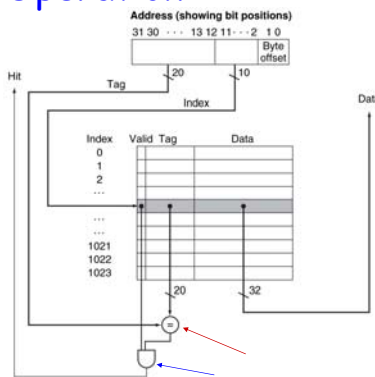 Address (showing bit positions)
31 30 ··· 13 12 11···2 1 0
Byte
offset
Hit
20
10
Tag
Index
Index Valid Tag Data
0
1
2
...
...
...
1021
1022
1023
20
32
=